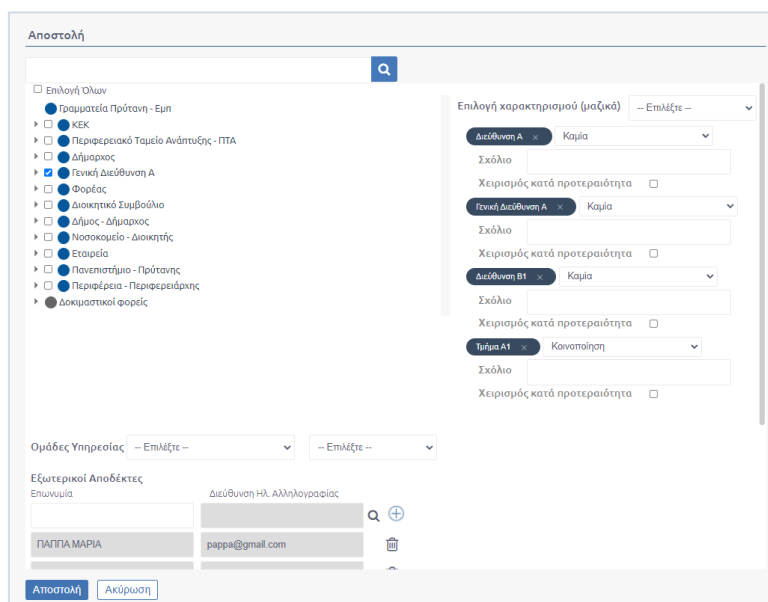 Αποστολή
Επιλογή Όλων
Γραμματεία Πρύτανη - Εμπ
ΚΕΚ
Περιφερειακό Ταμείο Ανάπτυξης - ΠΤΑ
Δήμαρχος
Γενική Διεύθυνση Α
Φορέας
Διοικητικό Συμβούλιο
Δήμος - Δήμαρχος
Νοσοκομείο - Διοικητής
Εταιρεία
Πανεπιστήμιο - Πρύτανης
Περιφέρεια - Περιφερειάρχης
Δοκιμαστικοί φορείς
Επιλογή χαρακτηρισμού (μαζικά) -- Επιλέξτε --
Διεύθυνση Α × Καμία
Σχόλιο
Χειρισμός κατά προτεραιότητα
Γενική Διεύθυνση Α × Καμία
Σχόλιο
Χειρισμός κατά προτεραιότητα
Διεύθυνση Β1 × Καμία
Σχόλιο
Χειρισμός κατά προτεραιότητα
Τμήμα Α1 × Κοινοποίηση
Σχόλιο
Χειρισμός κατά προτεραιότητα
Ομάδες Υπηρεσίας -- Επιλέξτε -- -- Επιλέξτε --
Εξωτερικοί Αποδέκτες
Επωνυμία Διεύθυνση Ηλ. Αλληλογραφίας
ΠΑΠΠΑ ΜΑΡΙΑ pappa@gmail.com
Αποστολή Ακύρωση